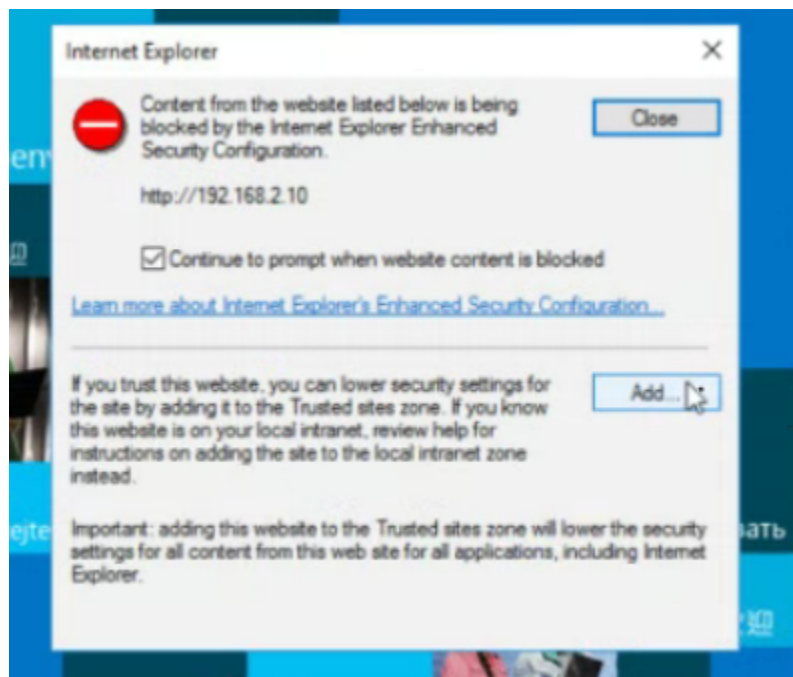 Internet Explorer
Content from the website listed below is being
blocked by the Internet Explorer Enhanced
Security Configuration.
Close
http://192.168.2.10
Continue to prompt when website content is blocked
Learn more about Internet Explorer's Enhanced Security Configuration...
If you trust this website, you can lower security settings for
the site by adding it to the Trusted sites zone. If you know
this website is on your local intranet, review help for
instructions on adding the site to the local intranet zone
instead.
Add...
Important: adding this website to the Trusted sites zone will lower the security
settings for all content from this web site for all applications, including Internet
Explorer.
en
ejte
вать
迎
迎